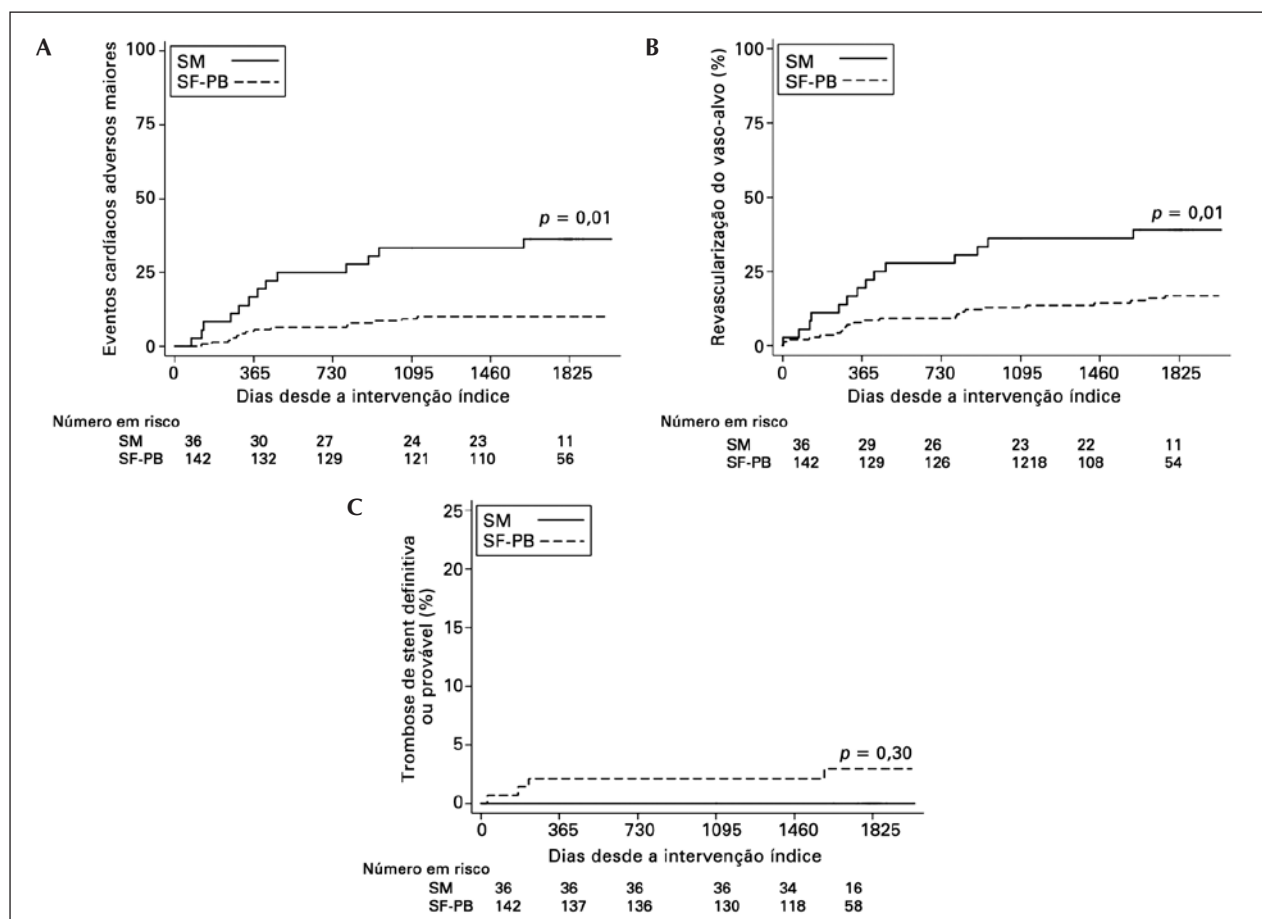 A
Eventos cardíacos adversos maiores
100
75
50
25
0
SM
SF-PB
p = 0,01
0 365 730 1095 1460 1825
Dias desde a intervenção índice
Número em risco
SM 36 30 27 24 23 11
SF-PB 142 132 129 121 110 56
B
Revascularização do vaso-alvo (%)
100
75
50
25
0
SM
SF-PB
p = 0,01
0 365 730 1095 1460 1825
Dias desde a intervenção índice
Número em risco
SM 36 29 26 23 22 11
SF-PB 142 129 126 1218 108 54
C
Trombose de stent definitiva
ou provável (%)
25
20
15
10
5
0
SM
SF-PB
p = 0,30
0 365 730 1095 1460 1825
Dias desde a intervenção índice
Número em risco
SM 36 36 36 36 34 16
SF-PB 142 137 136 130 118 58